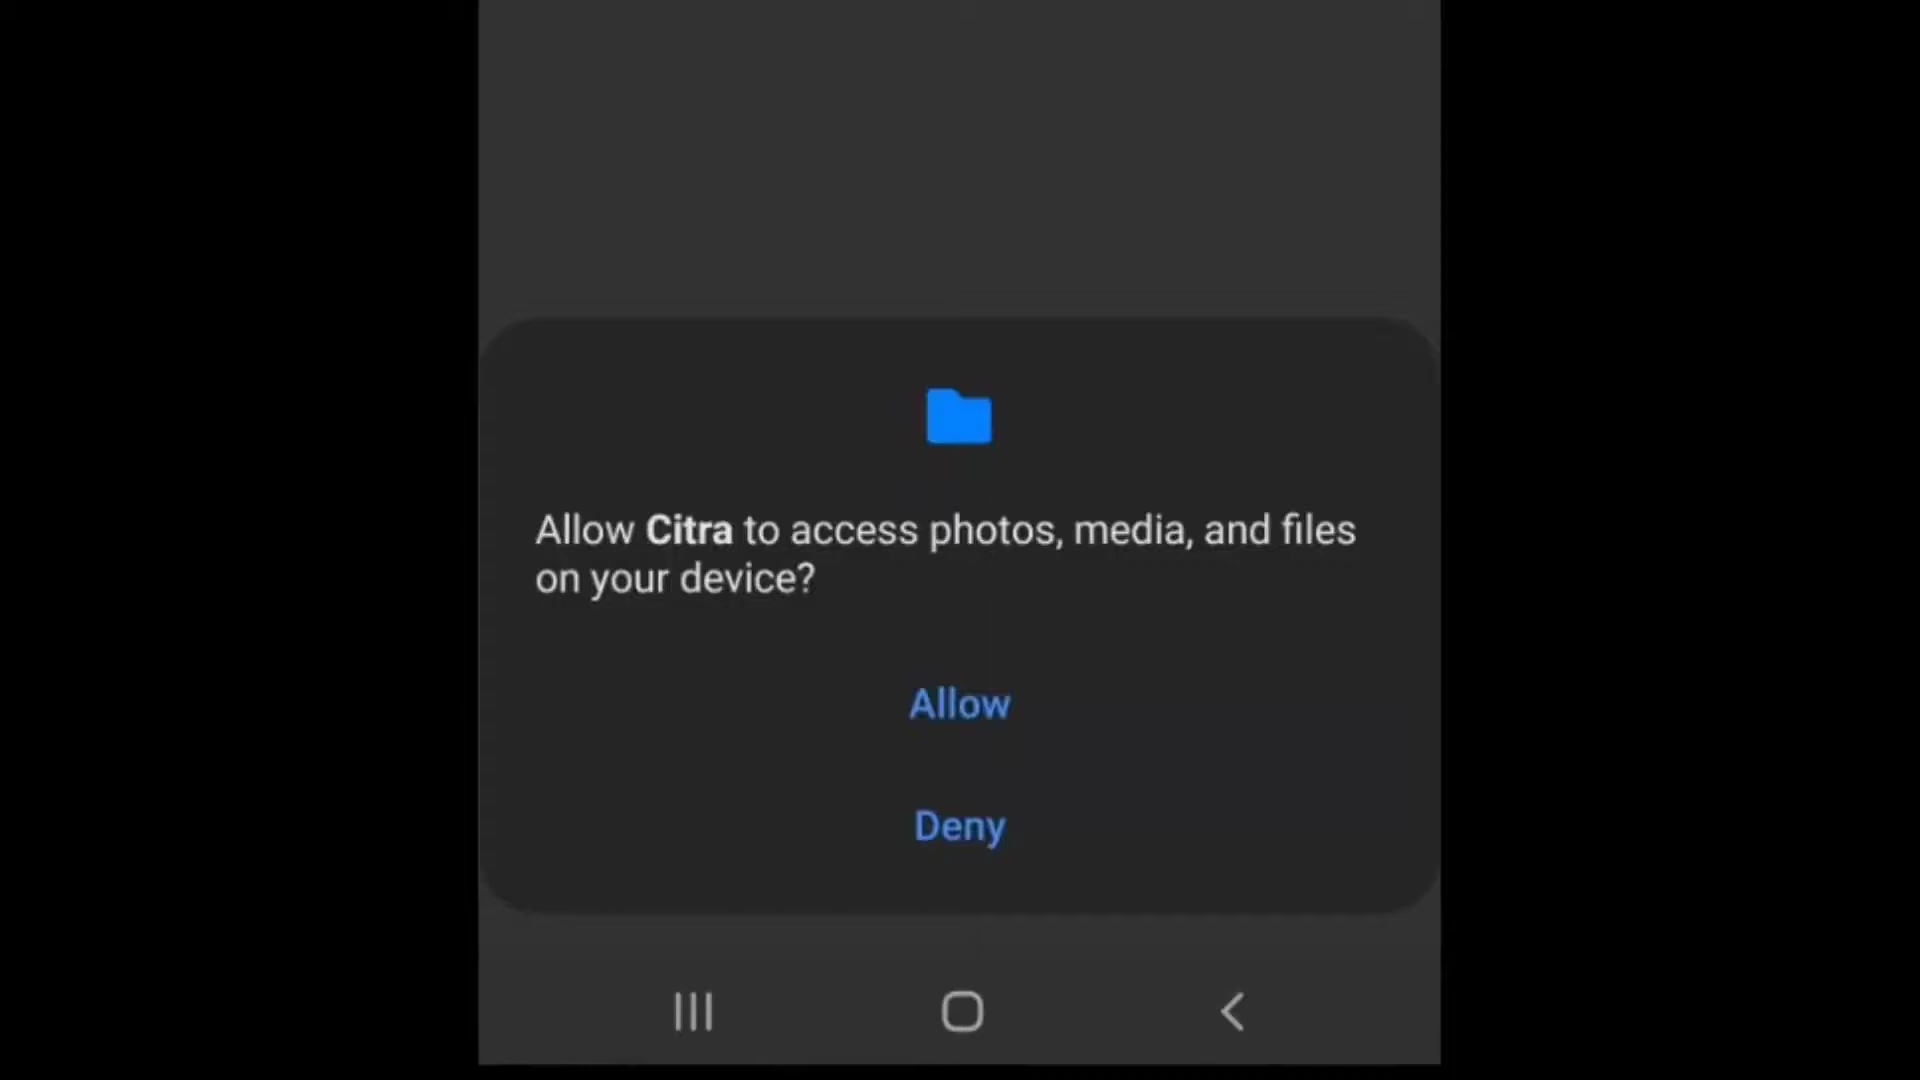 Allow Citra to access photos, media, and files
on your device?
Allow
Deny